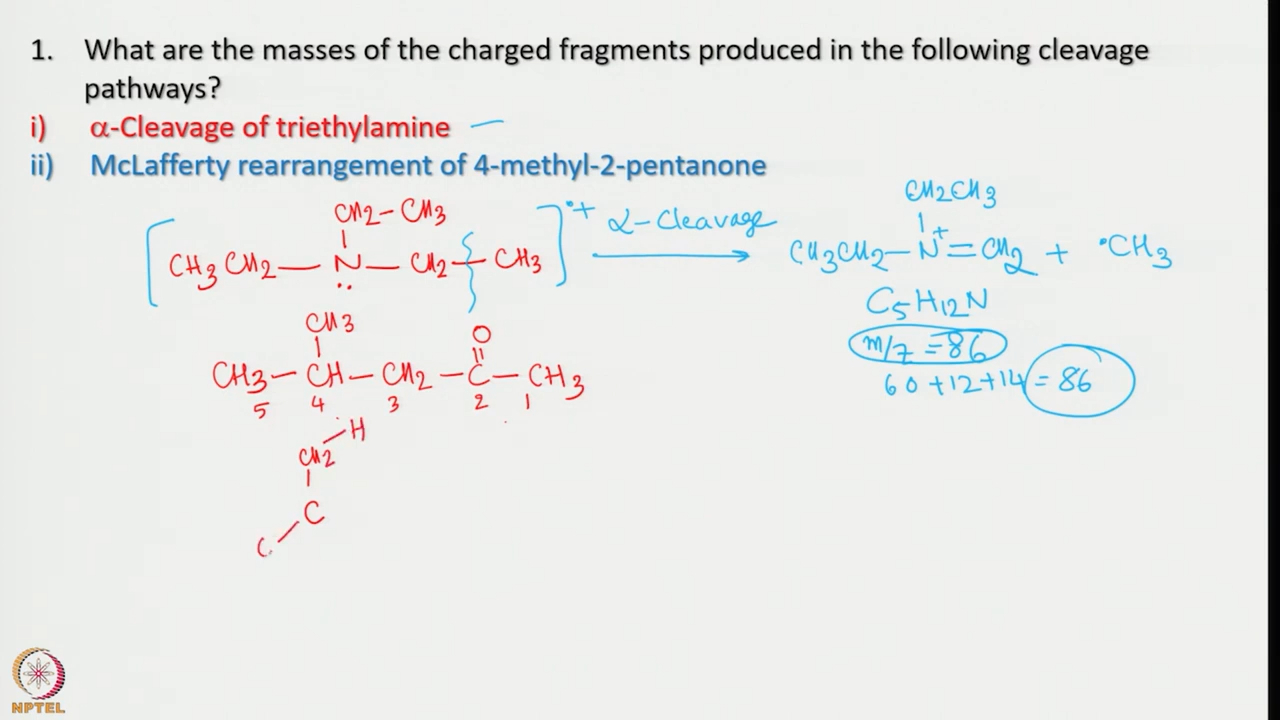 1. What are the masses of the charged fragments produced in the following cleavage
pathways?
i) α-Cleavage of triethylamine
ii) McLafferty rearrangement of 4-methyl-2-pentanone
CH2-CH3
CH3CH2-N-CH2-CH3
•+
α-Cleavage
CH2CH3
CH3CH2-N+=CH2 + •CH3
C5H12N
m/z = 86
60+12+14 = 86
CH3
O
CH3-CH-CH2-C-CH3
5 4 3 2 1
H
CH2
C
C
NPTEL